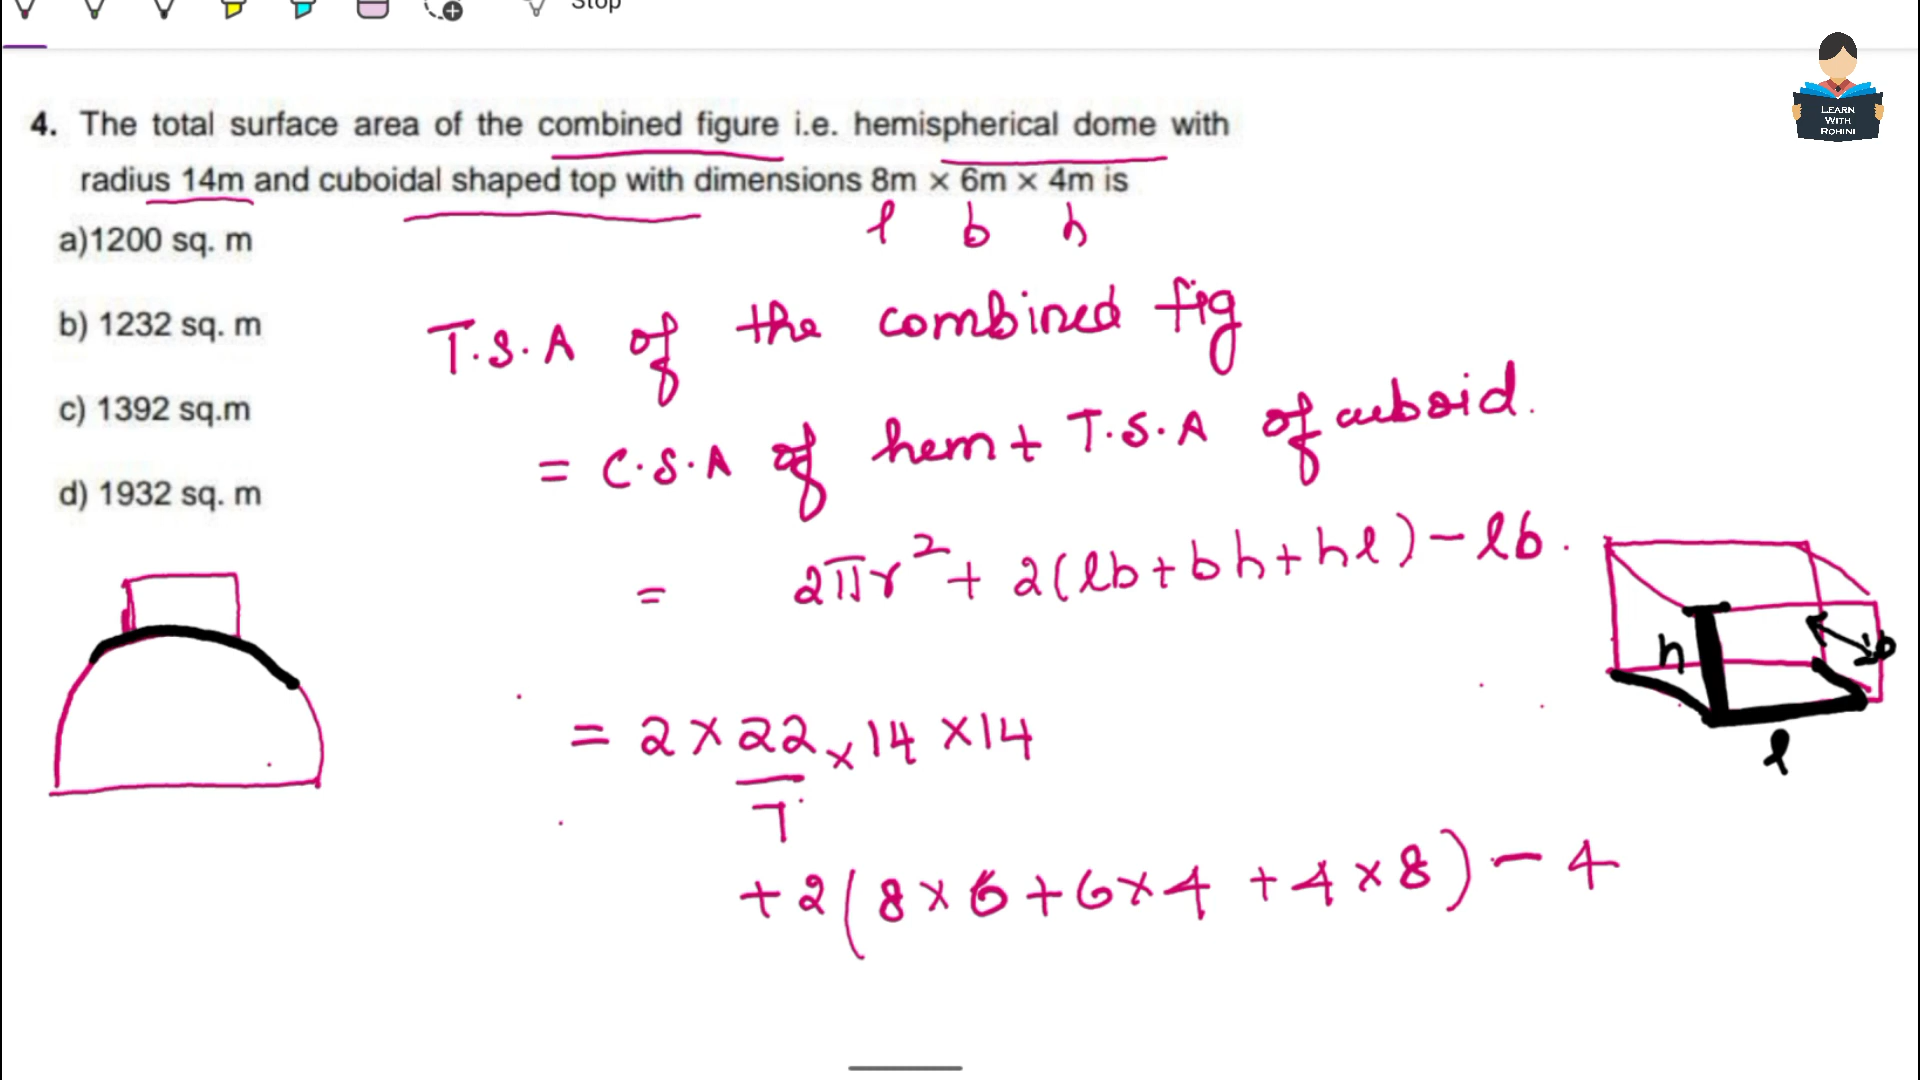 Stop
LEARN
WITH
ROHINI
4. The total surface area of the combined figure i.e. hemispherical dome with
radius 14m and cuboidal shaped top with dimensions 8m × 6m × 4m is
l b h
a)1200 sq. m
b) 1232 sq. m
c) 1392 sq.m
d) 1932 sq. m
T.S.A of the combined fig
= C.S.A of hem + T.S.A of cuboid.
= 2πr² + 2(lb+bh+hl) - lb.
h b
l
= 2 × 22/7 × 14 × 14
+ 2(8 × 6 + 6 × 4 + 4 × 8) - 4